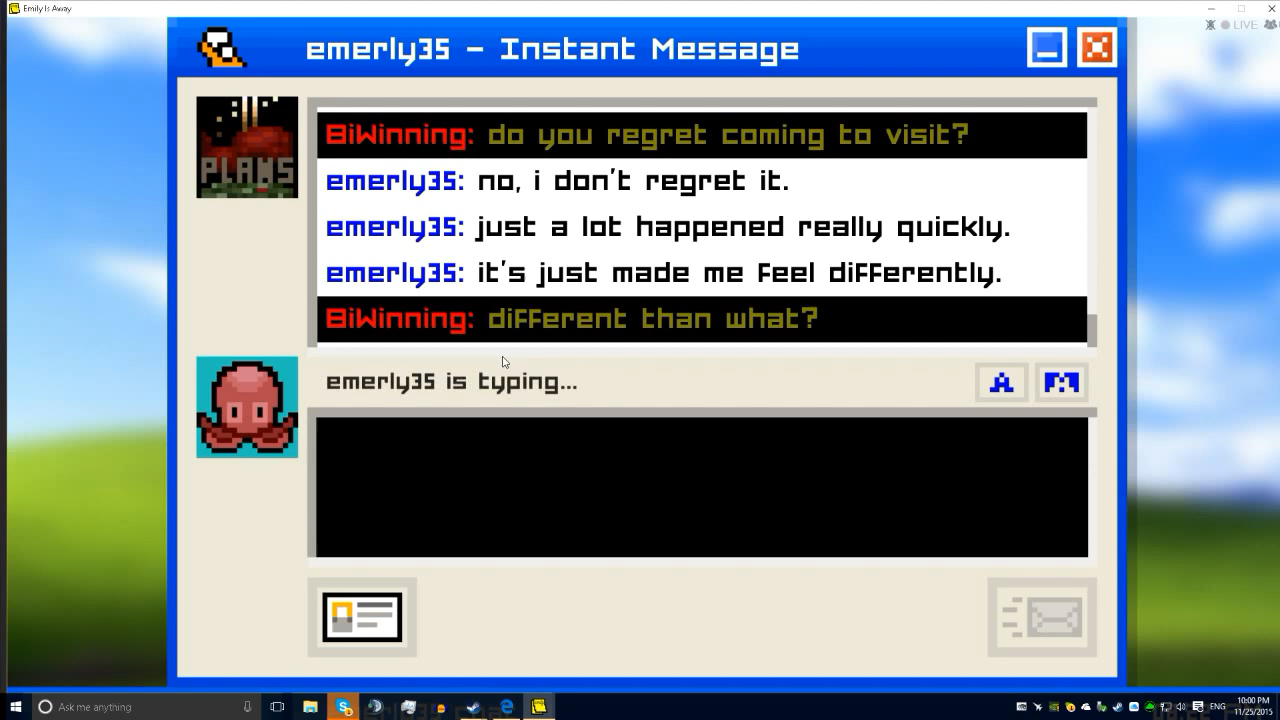 Emily Is Away
LIVE
emerly35 - Instant Message
PLANS
BiWinning: do you regret coming to visit?
emerly35: no, i don't regret it.
emerly35: just a lot happened really quickly.
emerly35: it's just made me feel differently.
BiWinning: different than what?
emerly35 is typing...
A
Ask me anything
ENG
10:00 PM
11/25/2015